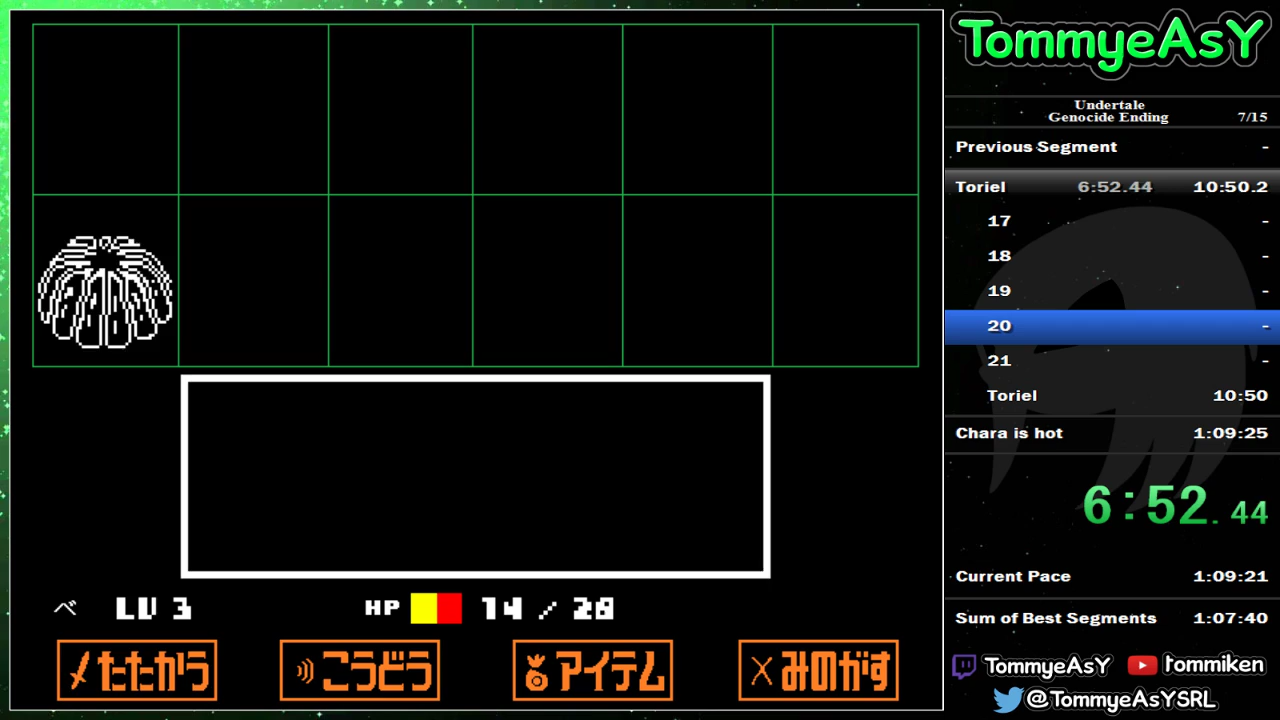 TommyeAsY
Undertale
Genocide Ending 7/15
Previous Segment -
Toriel 6:52.44 10:50.2
17 -
18 -
19 -
20 -
21 -
Toriel 10:50
Chara is hot 1:09:25
6:52.44
Current Pace 1:09:21
Sum of Best Segments 1:07:40
べ LV 3 HP 14 / 28
たたかう こうどう アイテム みのがす
TommyeAsY tommiken
@TommyeAsYSRL